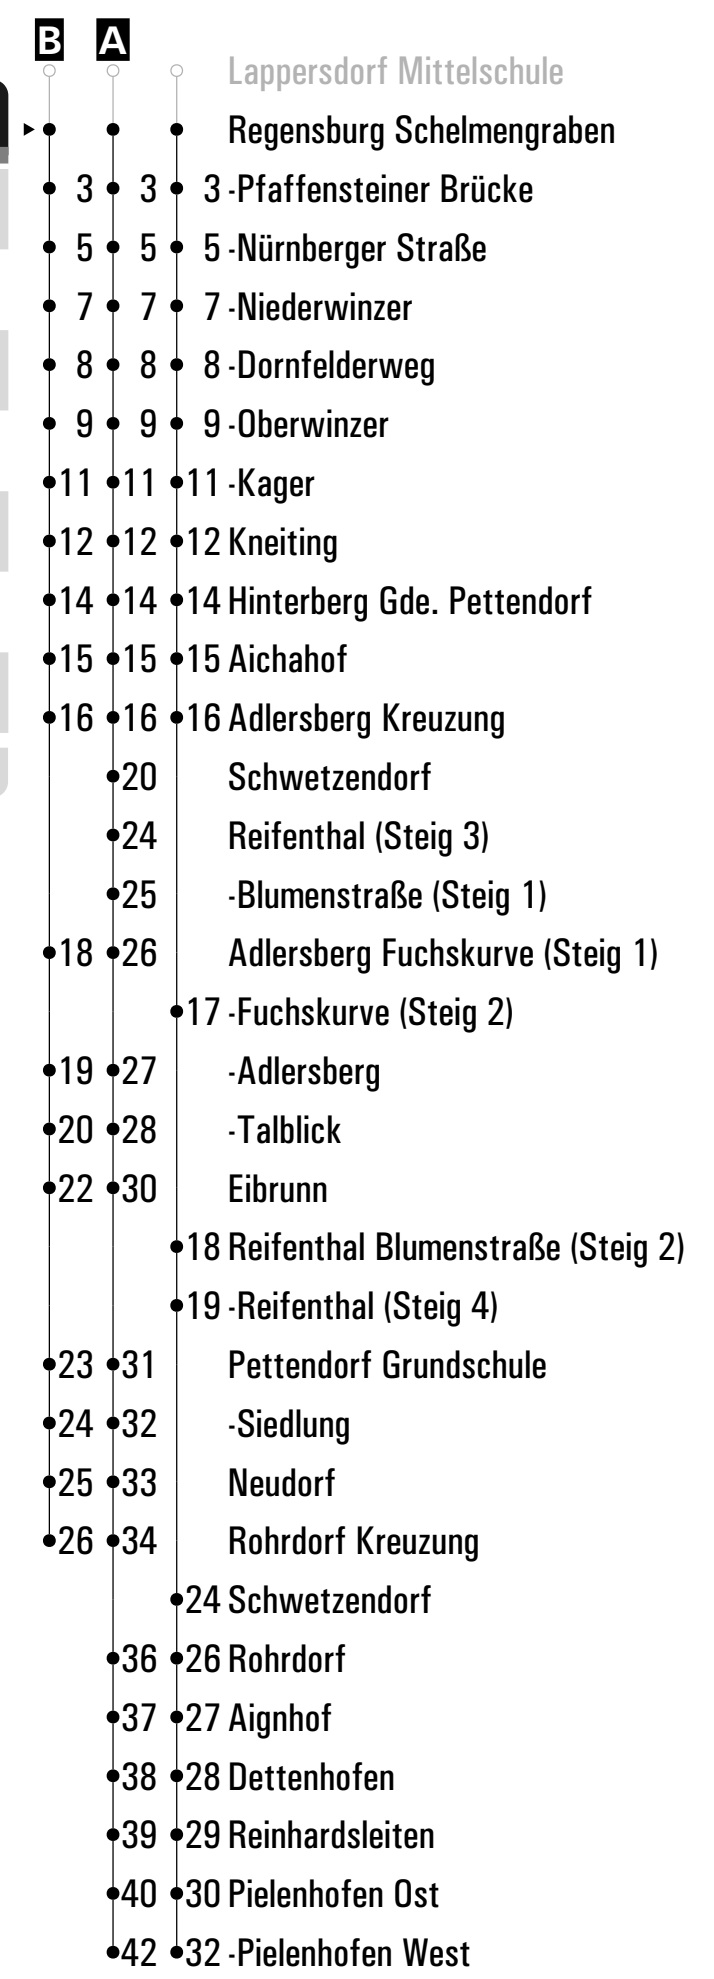 B A
Lappersdorf Mittelschule
Regensburg Schelmengraben
3 3 3 -Pfaffensteiner Brücke
5 5 5 -Nürnberger Straße
7 7 7 -Niederwinzer
8 8 8 -Dornfelderweg
9 9 9 -Oberwinzer
11 11 11 -Kager
12 12 12 Kneiting
14 14 14 Hinterberg Gde. Pettendorf
15 15 15 Aichahof
16 16 16 Adlersberg Kreuzung
20 Schwetzendorf
24 Reifenthal (Steig 3)
25 -Blumenstraße (Steig 1)
18 26 Adlersberg Fuchskurve (Steig 1)
17 -Fuchskurve (Steig 2)
19 27 -Adlersberg
20 28 -Talblick
22 30 Eibrunn
18 Reifenthal Blumenstraße (Steig 2)
19 -Reifenthal (Steig 4)
23 31 Pettendorf Grundschule
24 32 -Siedlung
25 33 Neudorf
26 34 Rohrdorf Kreuzung
24 Schwetzendorf
36 26 Rohrdorf
37 27 Aignhof
38 28 Dettenhofen
39 29 Reinhardsleiten
40 30 Pielenhofen Ost
42 32 -Pielenhofen West